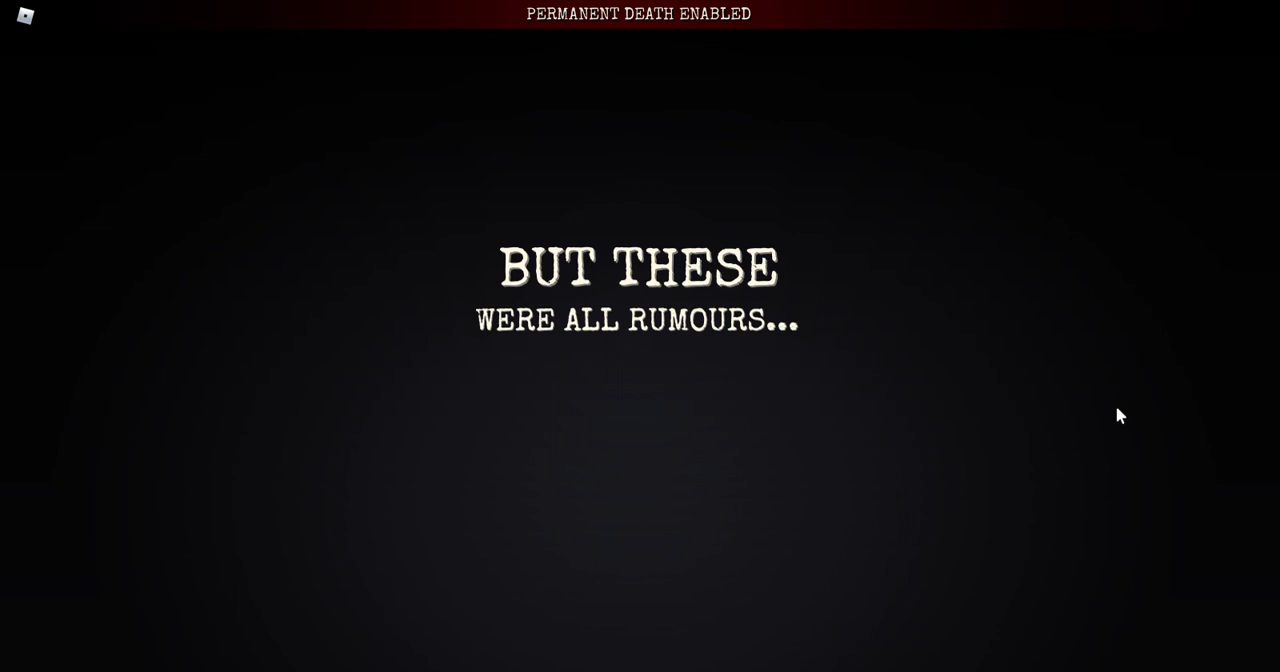 PERMANENT DEATH ENABLED
BUT THESE
WERE ALL RUMOURS...